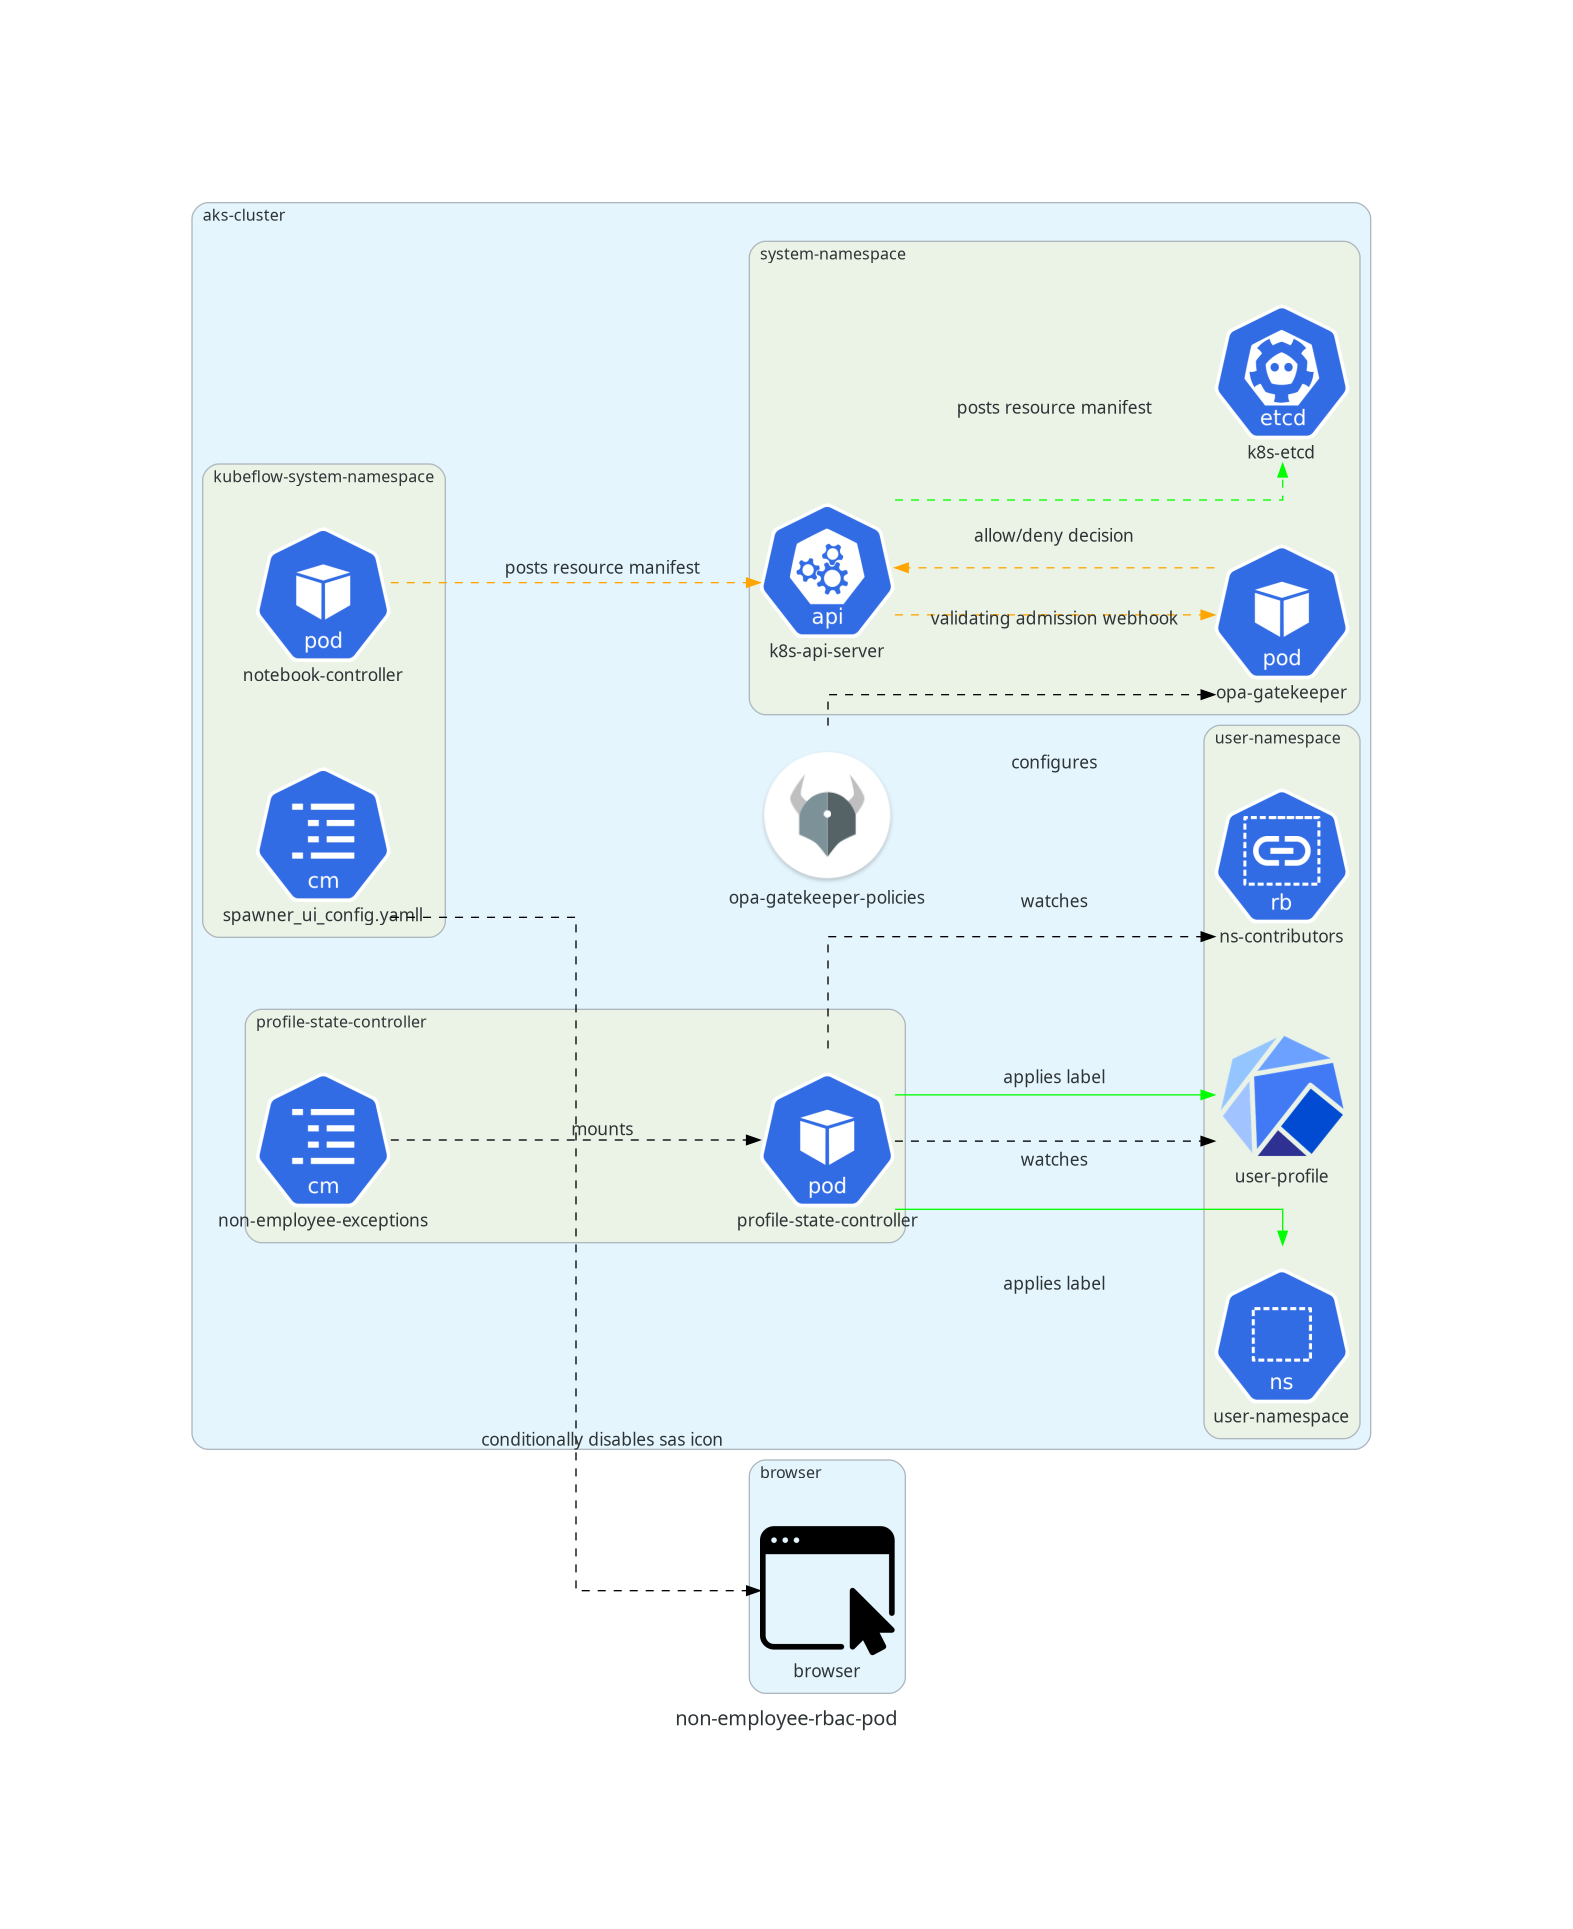 aks-cluster
system-namespace
etcd
posts resource manifest
k8s-etcd
kubeflow-system-namespace
allow/deny decision
posts resource manifest
api
validating admission webhook
pod
notebook-controller
k8s-api-server
pod
opa-gatekeeper
user-namespace
configures
cm
spawner_ui_config.yamll
opa-gatekeeper-policies
watches
rb
ns-contributors
profile-state-controller
applies label
mounts
watches
user-profile
cm
non-employee-exceptions
pod
profile-state-controller
applies label
ns
user-namespace
conditionally disables sas icon
browser
browser
non-employee-rbac-pod